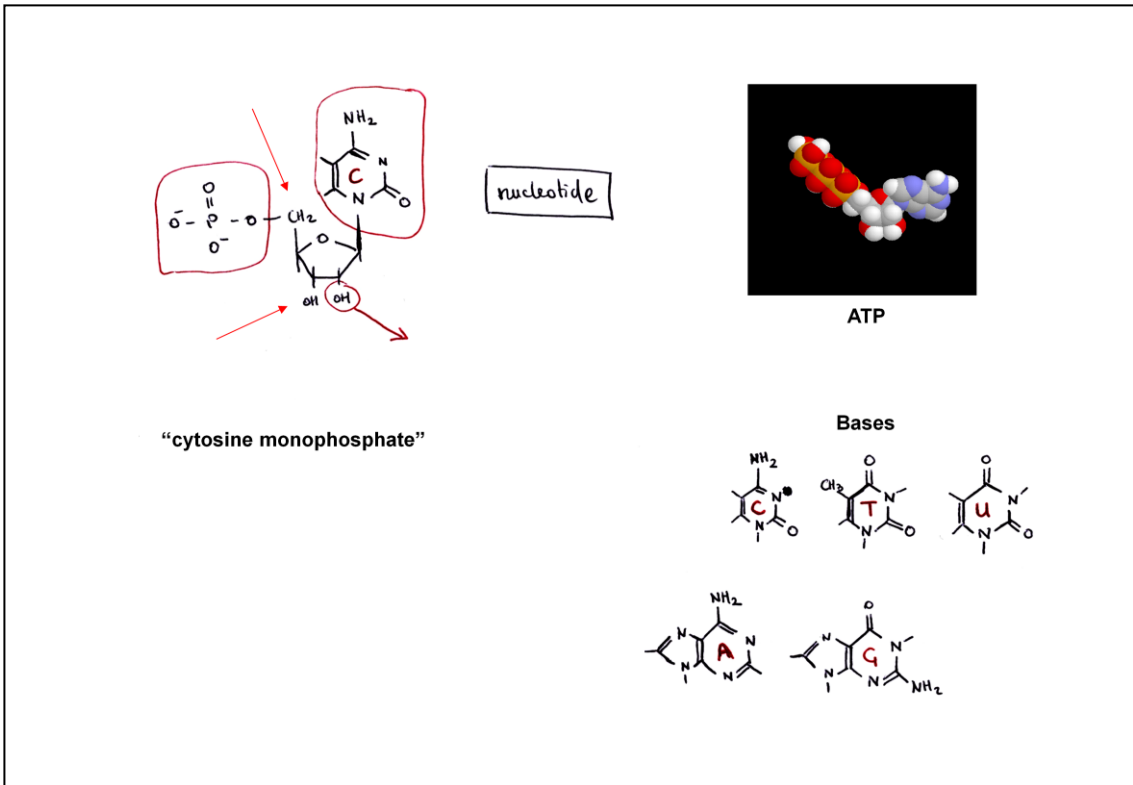 NH₂
C
N
O
N
O
O⁻ P O CH₂
O⁻
O
OH OH
nucleotide
ATP
"cytosine monophosphate"
Bases
NH₂
C
N
N
O
O
CH₃
T
N
N
O
O
U
N
N
O
NH₂
N
N
A
N
N
O
N
N
G
N
N
NH₂